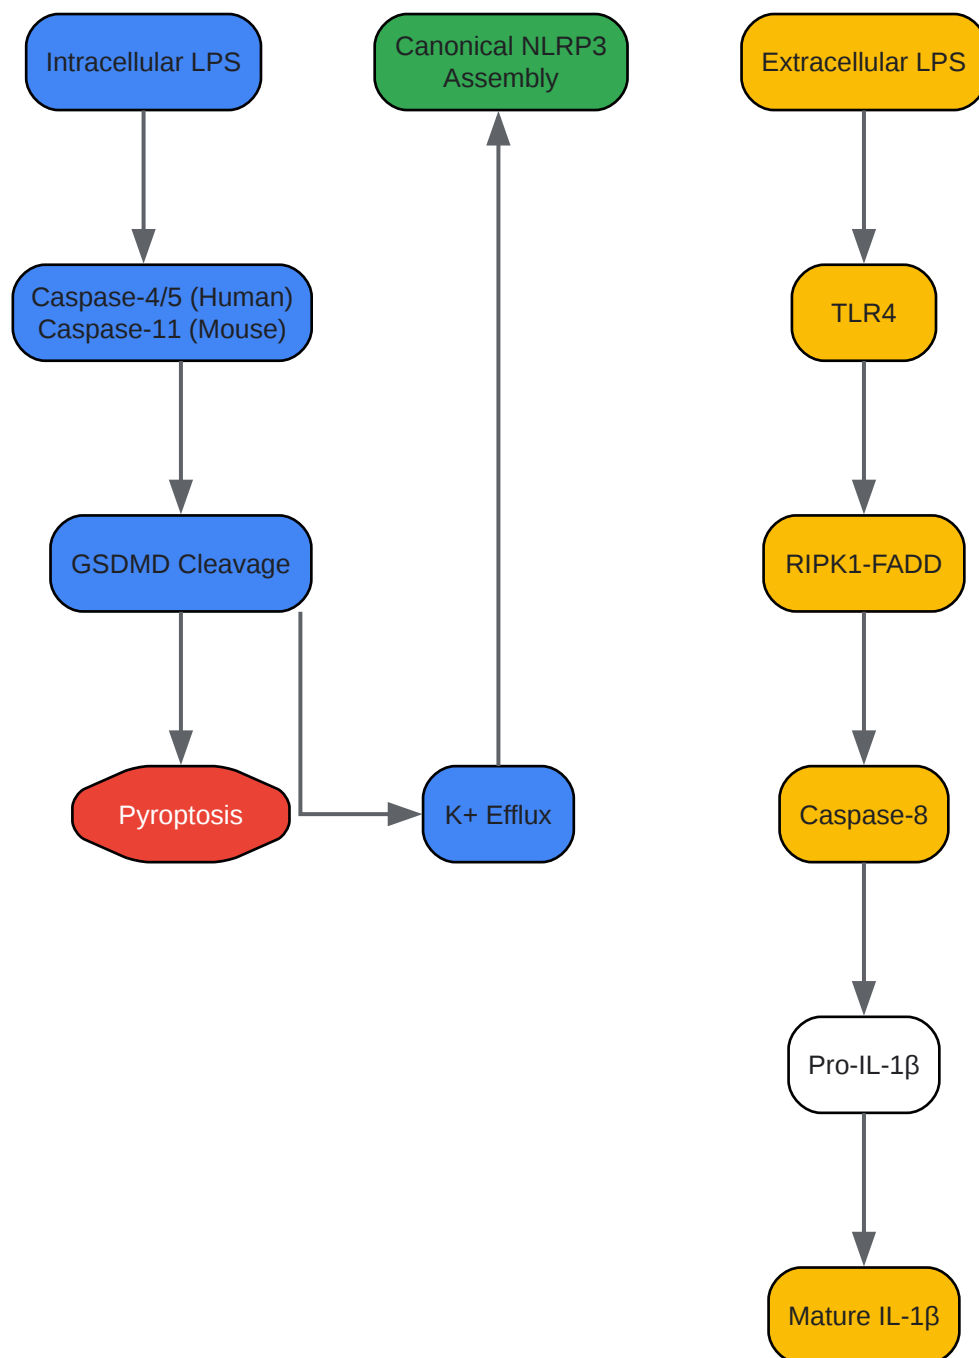 Intracellular LPS
Canonical NLRP3
Assembly
Extracellular LPS
Caspase-4/5 (Human)
Caspase-11 (Mouse)
TLR4
GSDMD Cleavage
RIPK1-FADD
Pyroptosis
K+ Efflux
Caspase-8
Pro-IL-1β
Mature IL-1β